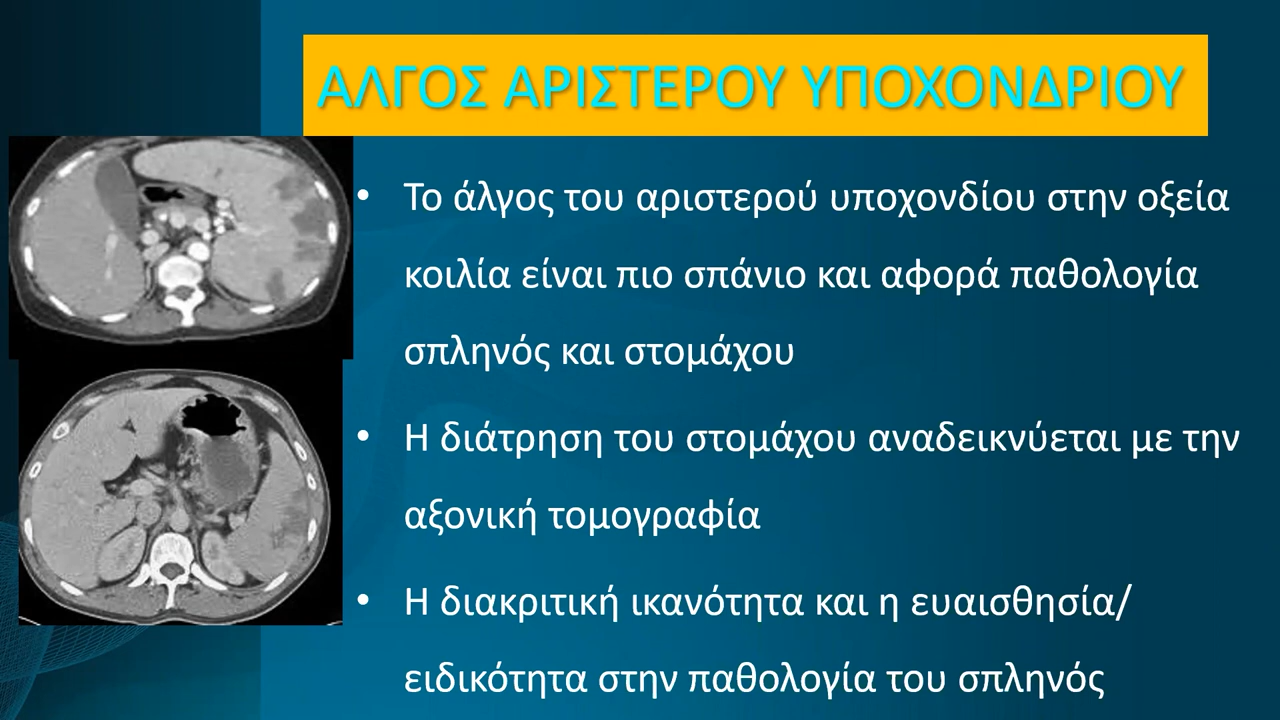 ΑΛΓΟΣ ΑΡΙΣΤΕΡΟΥ ΥΠΟΧΟΝΔΡΙΟΥ
• Το άλγος του αριστερού υποχονδίου στην οξεία
κοιλία είναι πιο σπάνιο και αφορά παθολογία
σπληνός και στομάχου
• Η διάτρηση του στομάχου αναδεικνύεται με την
αξονική τομογραφία
• Η διακριτική ικανότητα και η ευαισθησία/
ειδικότητα στην παθολογία του σπληνός